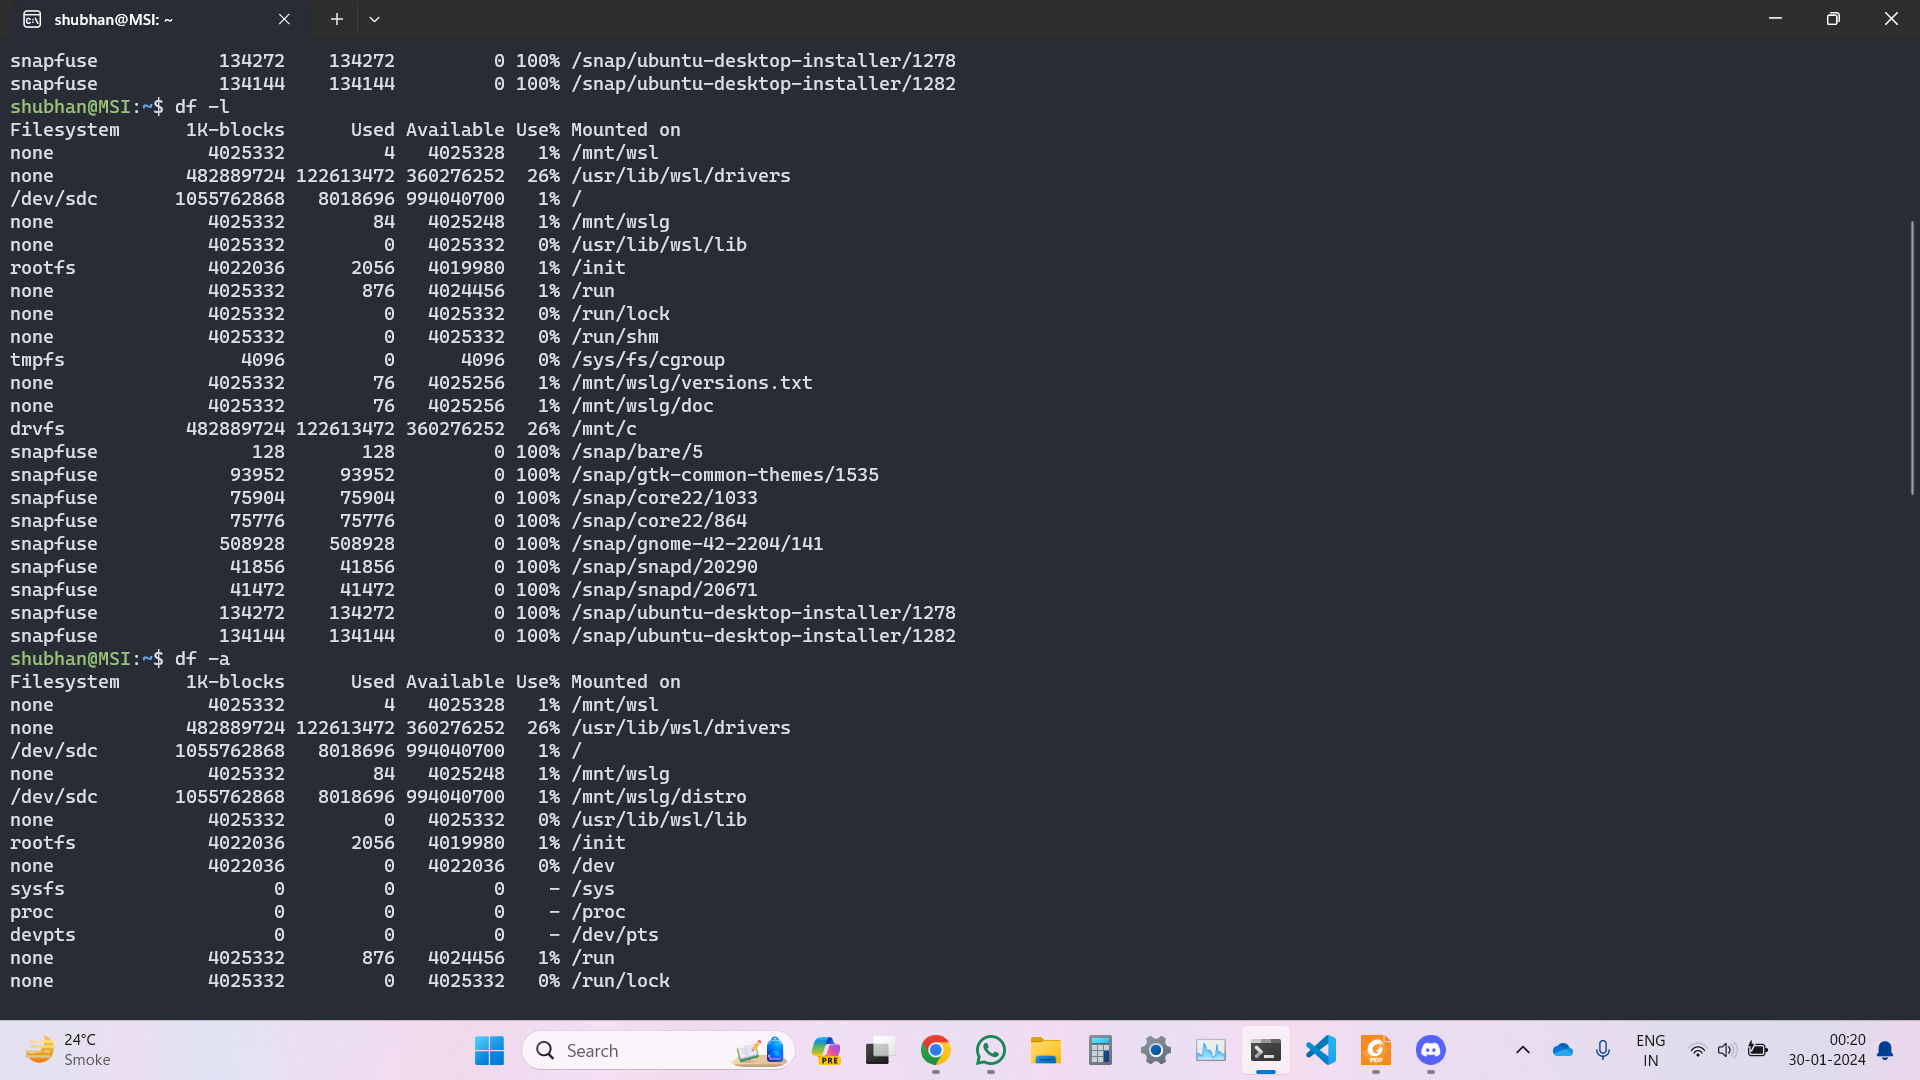 shubhan@MSI: ~
snapfuse 134272 134272 0 100% /snap/ubuntu-desktop-installer/1278
snapfuse 134144 134144 0 100% /snap/ubuntu-desktop-installer/1282
shubhan@MSI:~$ df -l
Filesystem 1K-blocks Used Available Use% Mounted on
none 4025332 4 4025328 1% /mnt/wsl
none 482889724 122613472 360276252 26% /usr/lib/wsl/drivers
/dev/sdc 1055762868 8018696 994040700 1% /
none 4025332 84 4025248 1% /mnt/wslg
none 4025332 0 4025332 0% /usr/lib/wsl/lib
rootfs 4022036 2056 4019980 1% /init
none 4025332 876 4024456 1% /run
none 4025332 0 4025332 0% /run/lock
none 4025332 0 4025332 0% /run/shm
tmpfs 4096 0 4096 0% /sys/fs/cgroup
none 4025332 76 4025256 1% /mnt/wslg/versions.txt
none 4025332 76 4025256 1% /mnt/wslg/doc
drvfs 482889724 122613472 360276252 26% /mnt/c
snapfuse 128 128 0 100% /snap/bare/5
snapfuse 93952 93952 0 100% /snap/gtk-common-themes/1535
snapfuse 75904 75904 0 100% /snap/core22/1033
snapfuse 75776 75776 0 100% /snap/core22/864
snapfuse 508928 508928 0 100% /snap/gnome-42-2204/141
snapfuse 41856 41856 0 100% /snap/snapd/20290
snapfuse 41472 41472 0 100% /snap/snapd/20671
snapfuse 134272 134272 0 100% /snap/ubuntu-desktop-installer/1278
snapfuse 134144 134144 0 100% /snap/ubuntu-desktop-installer/1282
shubhan@MSI:~$ df -a
Filesystem 1K-blocks Used Available Use% Mounted on
none 4025332 4 4025328 1% /mnt/wsl
none 482889724 122613472 360276252 26% /usr/lib/wsl/drivers
/dev/sdc 1055762868 8018696 994040700 1% /
none 4025332 84 4025248 1% /mnt/wslg
/dev/sdc 1055762868 8018696 994040700 1% /mnt/wslg/distro
none 4025332 0 4025332 0% /usr/lib/wsl/lib
rootfs 4022036 2056 4019980 1% /init
none 4022036 0 4022036 0% /dev
sysfs 0 0 0 - /sys
proc 0 0 0 - /proc
devpts 0 0 0 - /dev/pts
none 4025332 876 4024456 1% /run
none 4025332 0 4025332 0% /run/lock
24°C
Smoke
Search
PRE
PDF
ENG
IN
00:20
30-01-2024